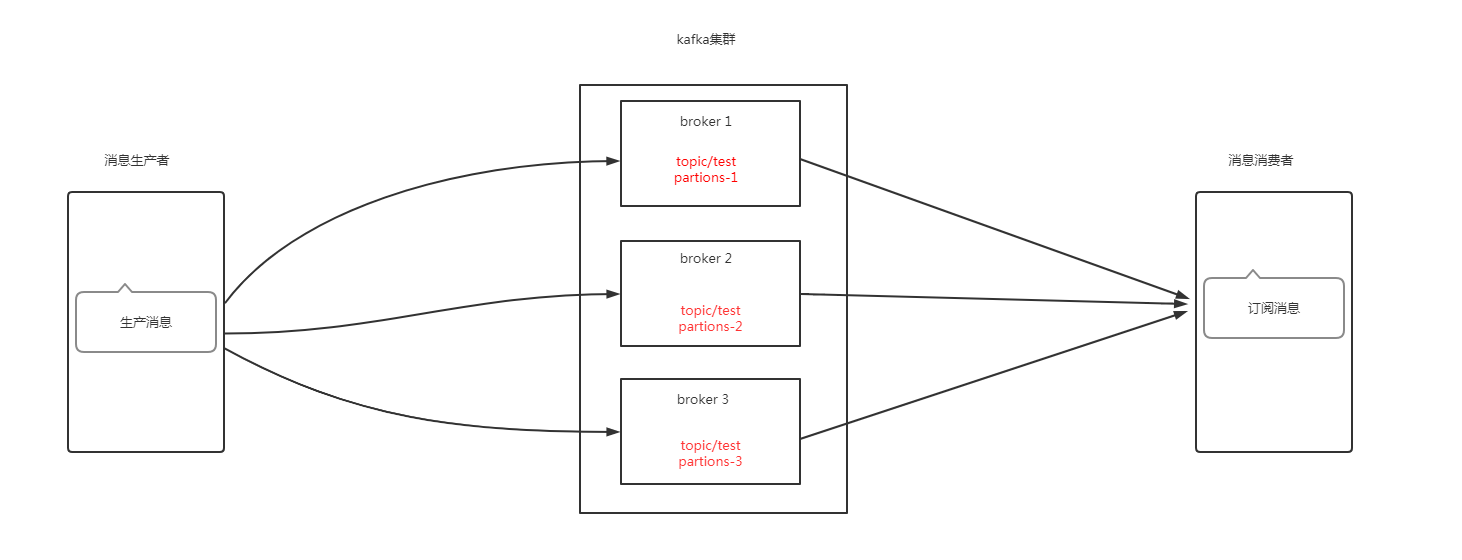 kafka集群
消息生产者
生产消息
broker 1
topic/test
partions-1
broker 2
topic/test
partions-2
broker 3
topic/test
partions-3
消息消费者
订阅消息